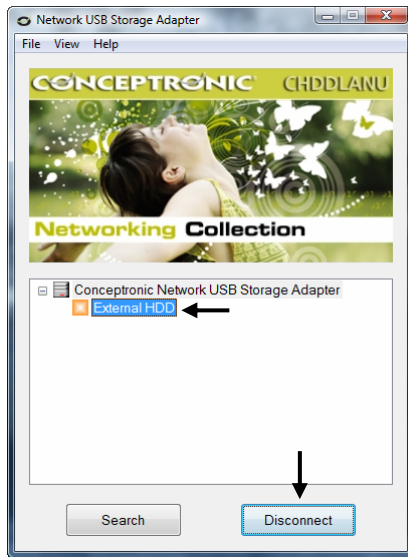 Network USB Storage Adapter
File View Help
CONCEPTRONIC CHDDLANU
Networking Collection
Conceptronic Network USB Storage Adapter
External HDD
Search Disconnect